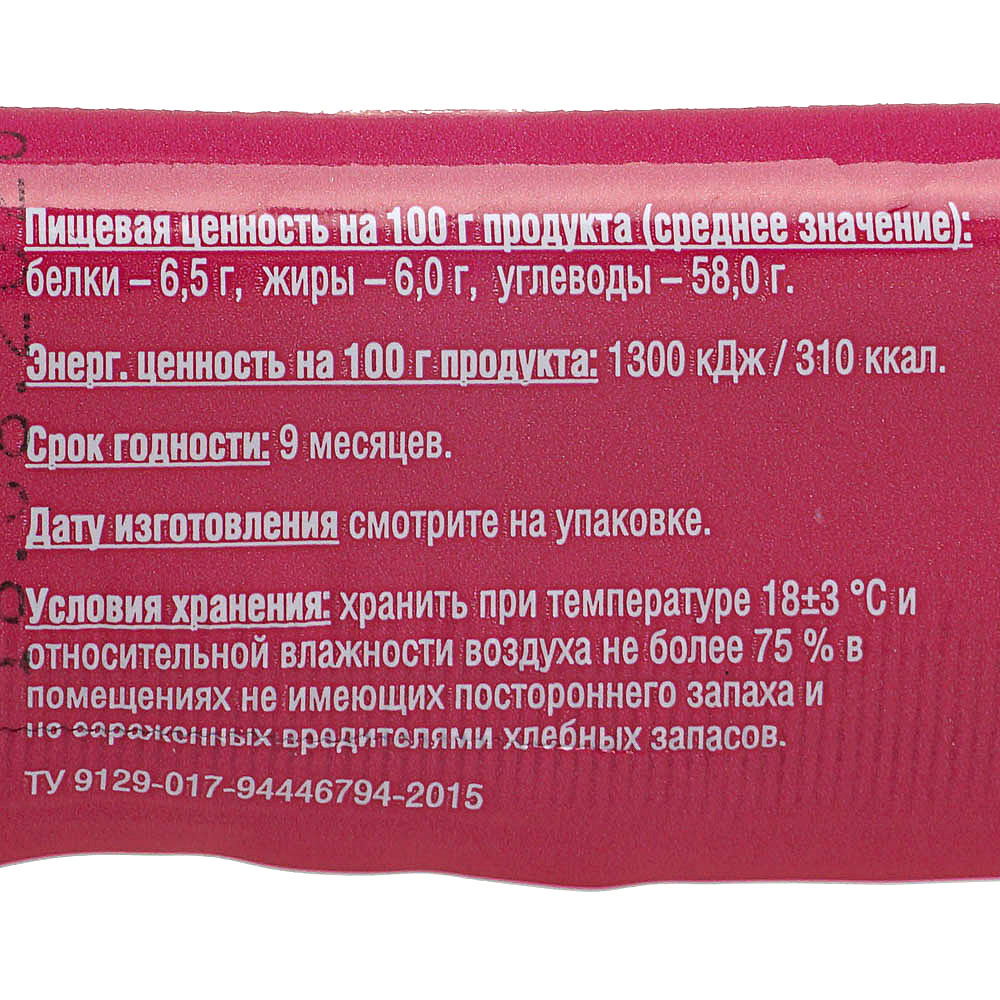 Пищевая ценность на 100 г продукта (среднее значение):
белки – 6,5 г, жиры – 6,0 г, углеводы – 58,0 г.
Энерг. ценность на 100 г продукта: 1300 кДж / 310 ккал.
Срок годности: 9 месяцев.
Дату изготовления смотрите на упаковке.
Условия хранения: хранить при температуре 18±3 °С и
относительной влажности воздуха не более 75 % в
помещениях не имеющих постороннего запаха и
не зараженных вредителями хлебных запасов.
ТУ 9129-017-94446794-2015